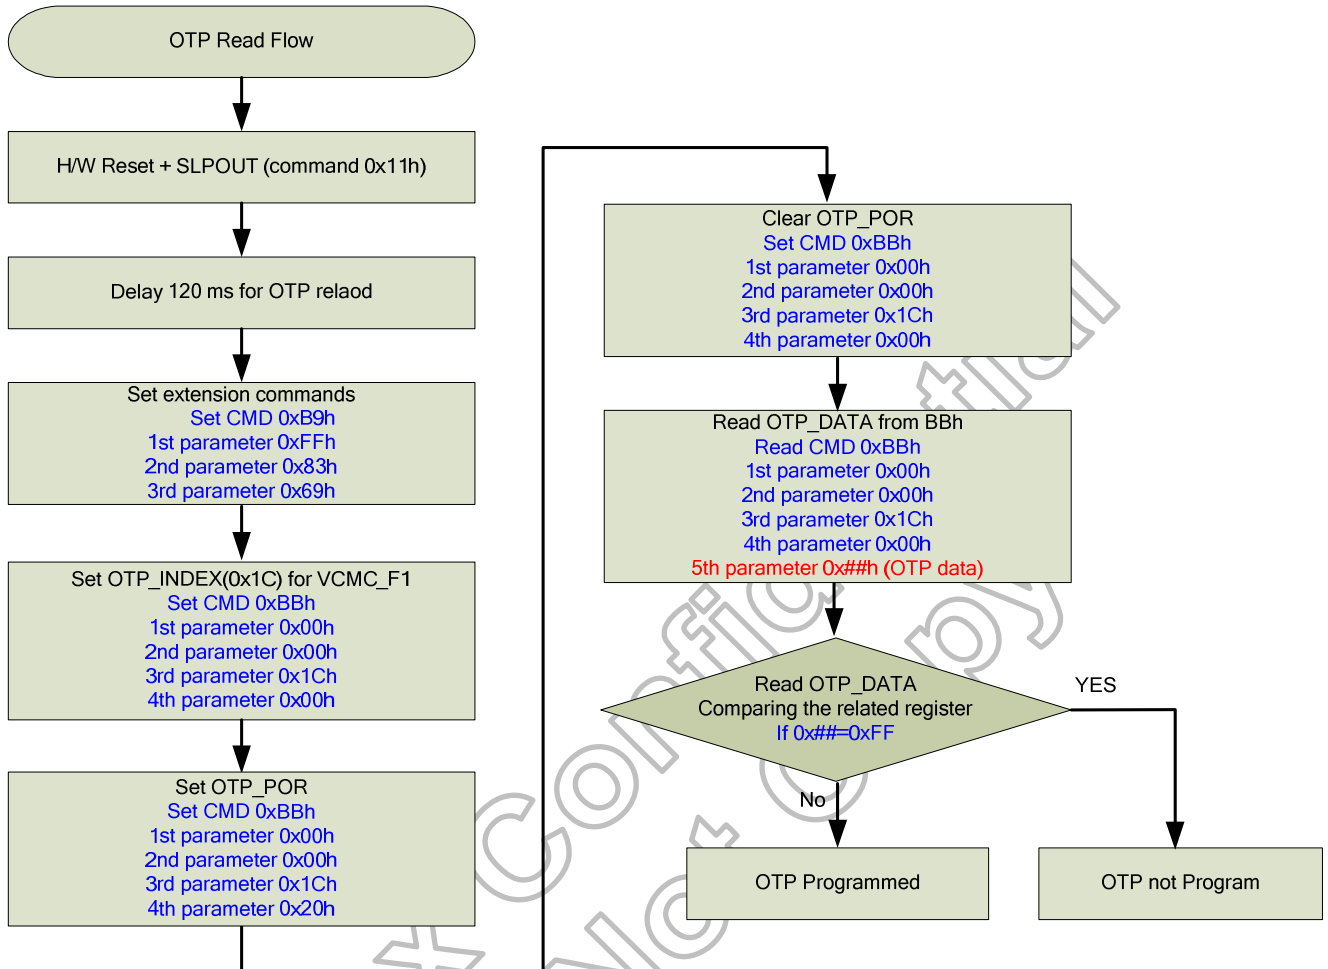 OTP Read Flow
H/W Reset + SLPOUT (command 0x11h)
Delay 120 ms for OTP relaod
Set extension commands
Set CMD 0xB9h
1st parameter 0xFFh
2nd parameter 0x83h
3rd parameter 0x69h
Set OTP_INDEX(0x1C) for VCMC_F1
Set CMD 0xBBh
1st parameter 0x00h
2nd parameter 0x00h
3rd parameter 0x1Ch
4th parameter 0x00h
Set OTP_POR
Set CMD 0xBBh
1st parameter 0x00h
2nd parameter 0x00h
3rd parameter 0x1Ch
4th parameter 0x20h
Clear OTP_POR
Set CMD 0xBBh
1st parameter 0x00h
2nd parameter 0x00h
3rd parameter 0x1Ch
4th parameter 0x00h
Read OTP_DATA from BBh
Read CMD 0xBBh
1st parameter 0x00h
2nd parameter 0x00h
3rd parameter 0x1Ch
4th parameter 0x00h
5th parameter 0x##h (OTP data)
Read OTP_DATA
Comparing the related register
If 0x##=0xFF
YES
No
OTP Programmed
OTP not Program